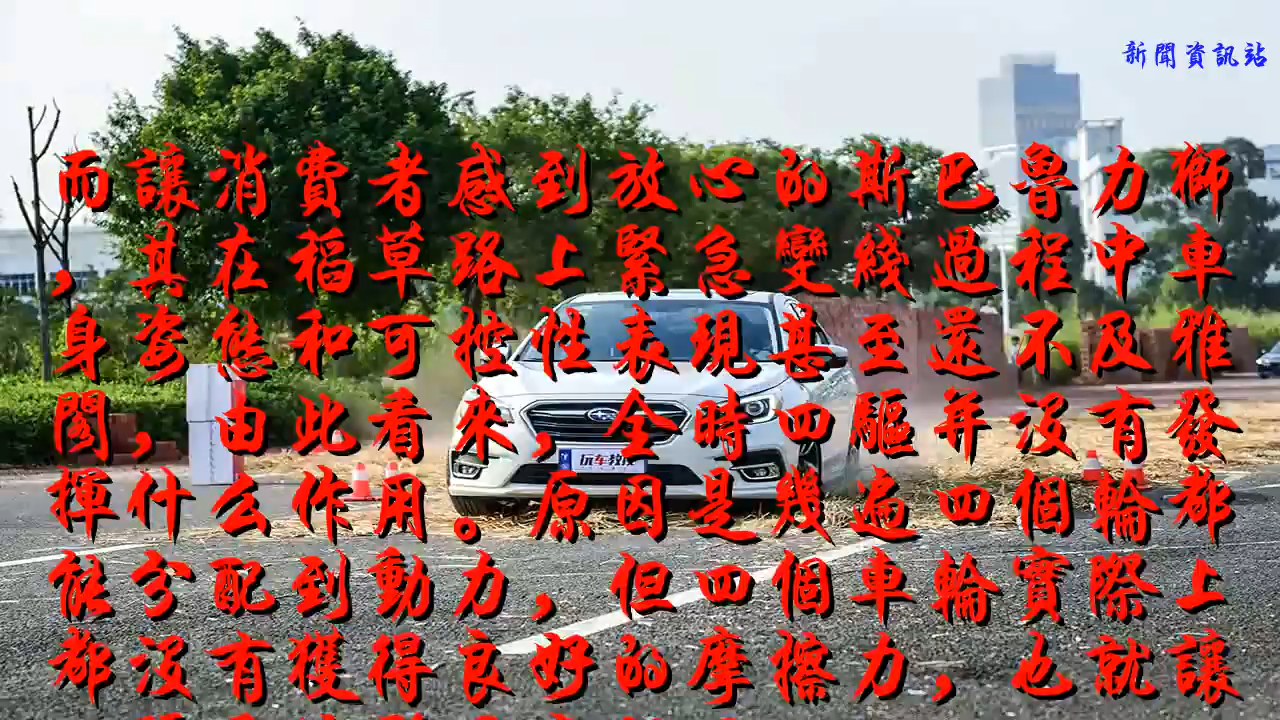 新聞資訊站
而讓消費者感到放心的斯巴魯力獅
，其在稻草路上緊急變綫過程中車
身姿態和可控性表現甚至還不及雅
閣，由此看來，全時四驅并沒有發
揮什么作用。原因是幾遍四個輪都
能分配到動力，但四個車輪實際上
都沒有獲得良好的摩擦力，也就讓
玩车教授